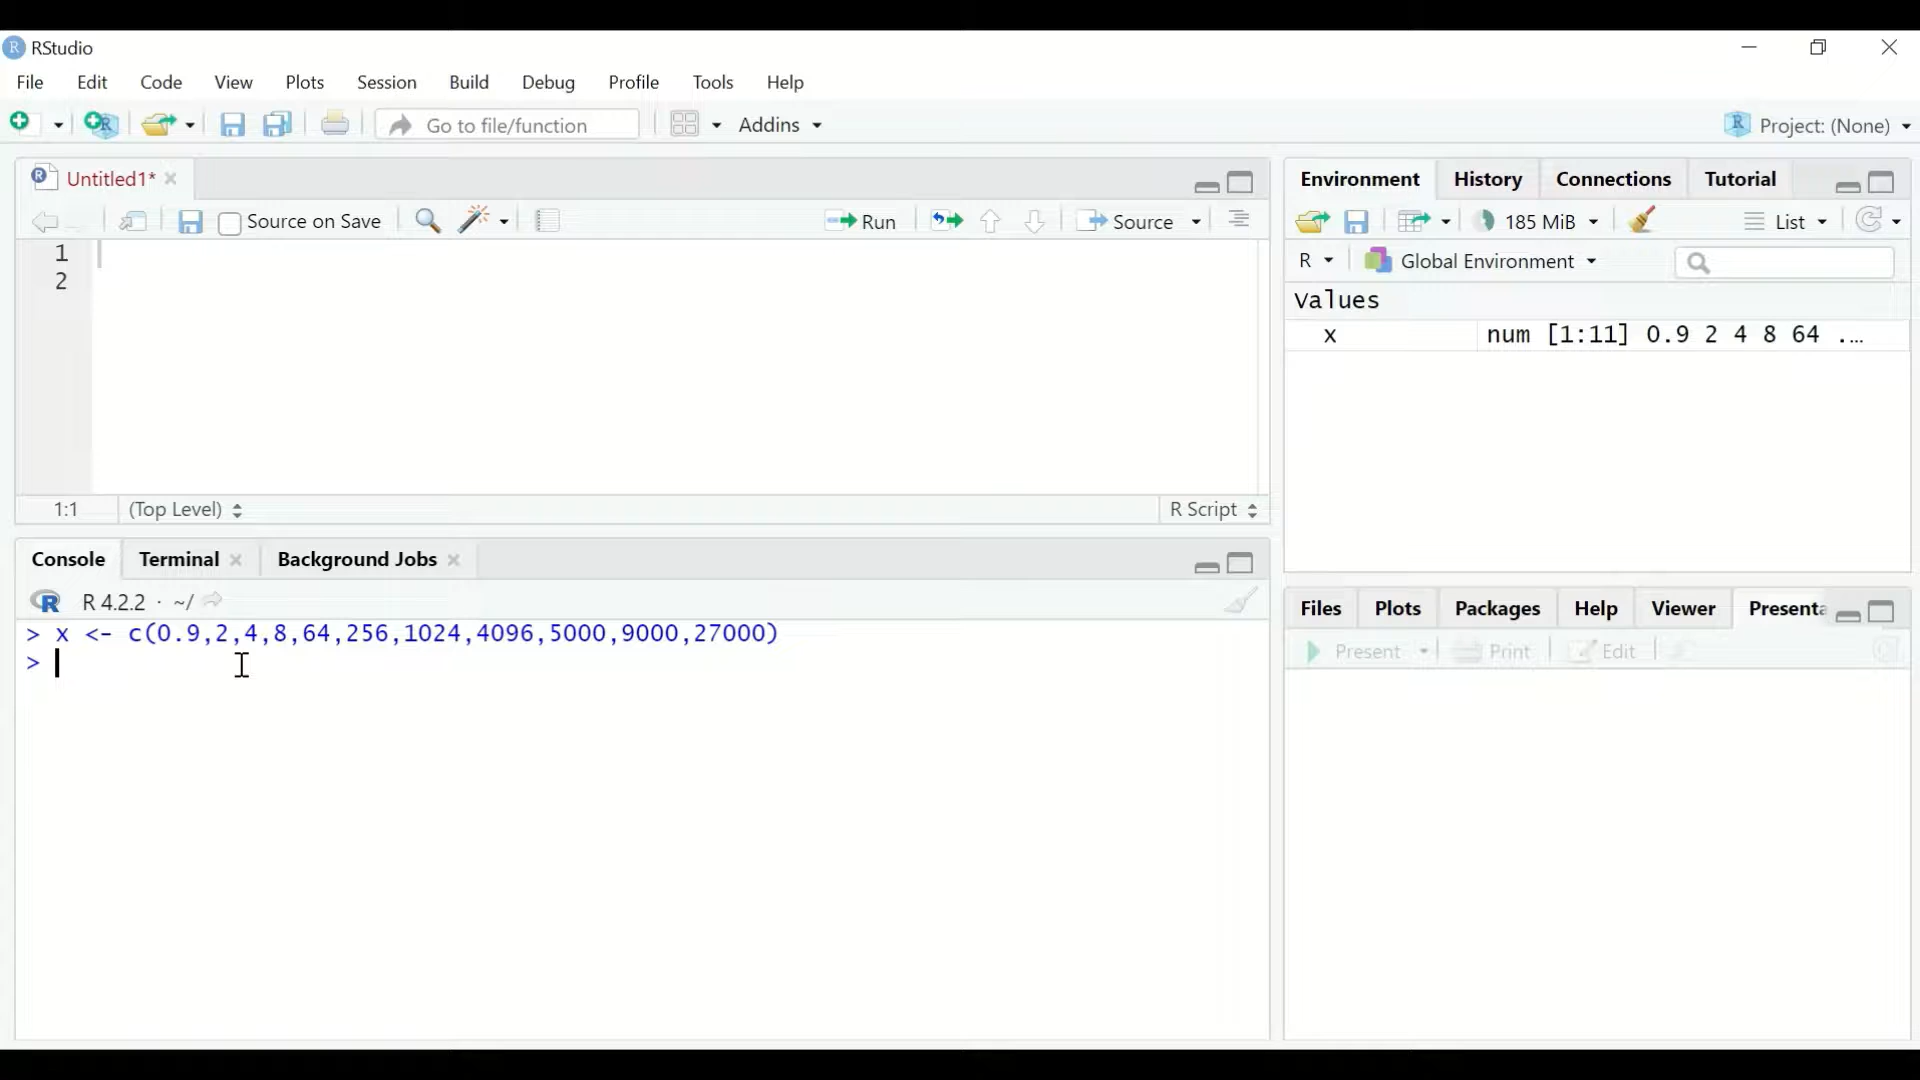 RStudio
File Edit Code View Plots Session Build Debug Profile Tools Help
Go to file/function Addins Project: (None)
Untitled1*
Source on Save Run Source
1
2
1:1 (Top Level) R Script
Console Terminal Background Jobs
R 4.2.2 · ~/
> x <- c(0.9,2,4,8,64,256,1024,4096,5000,9000,27000)
>
Environment History Connections Tutorial
185 MiB List
R Global Environment
Values
x num [1:11] 0.9 2 4 8 64 ...
Files Plots Packages Help Viewer Presenta
Present Print Edit